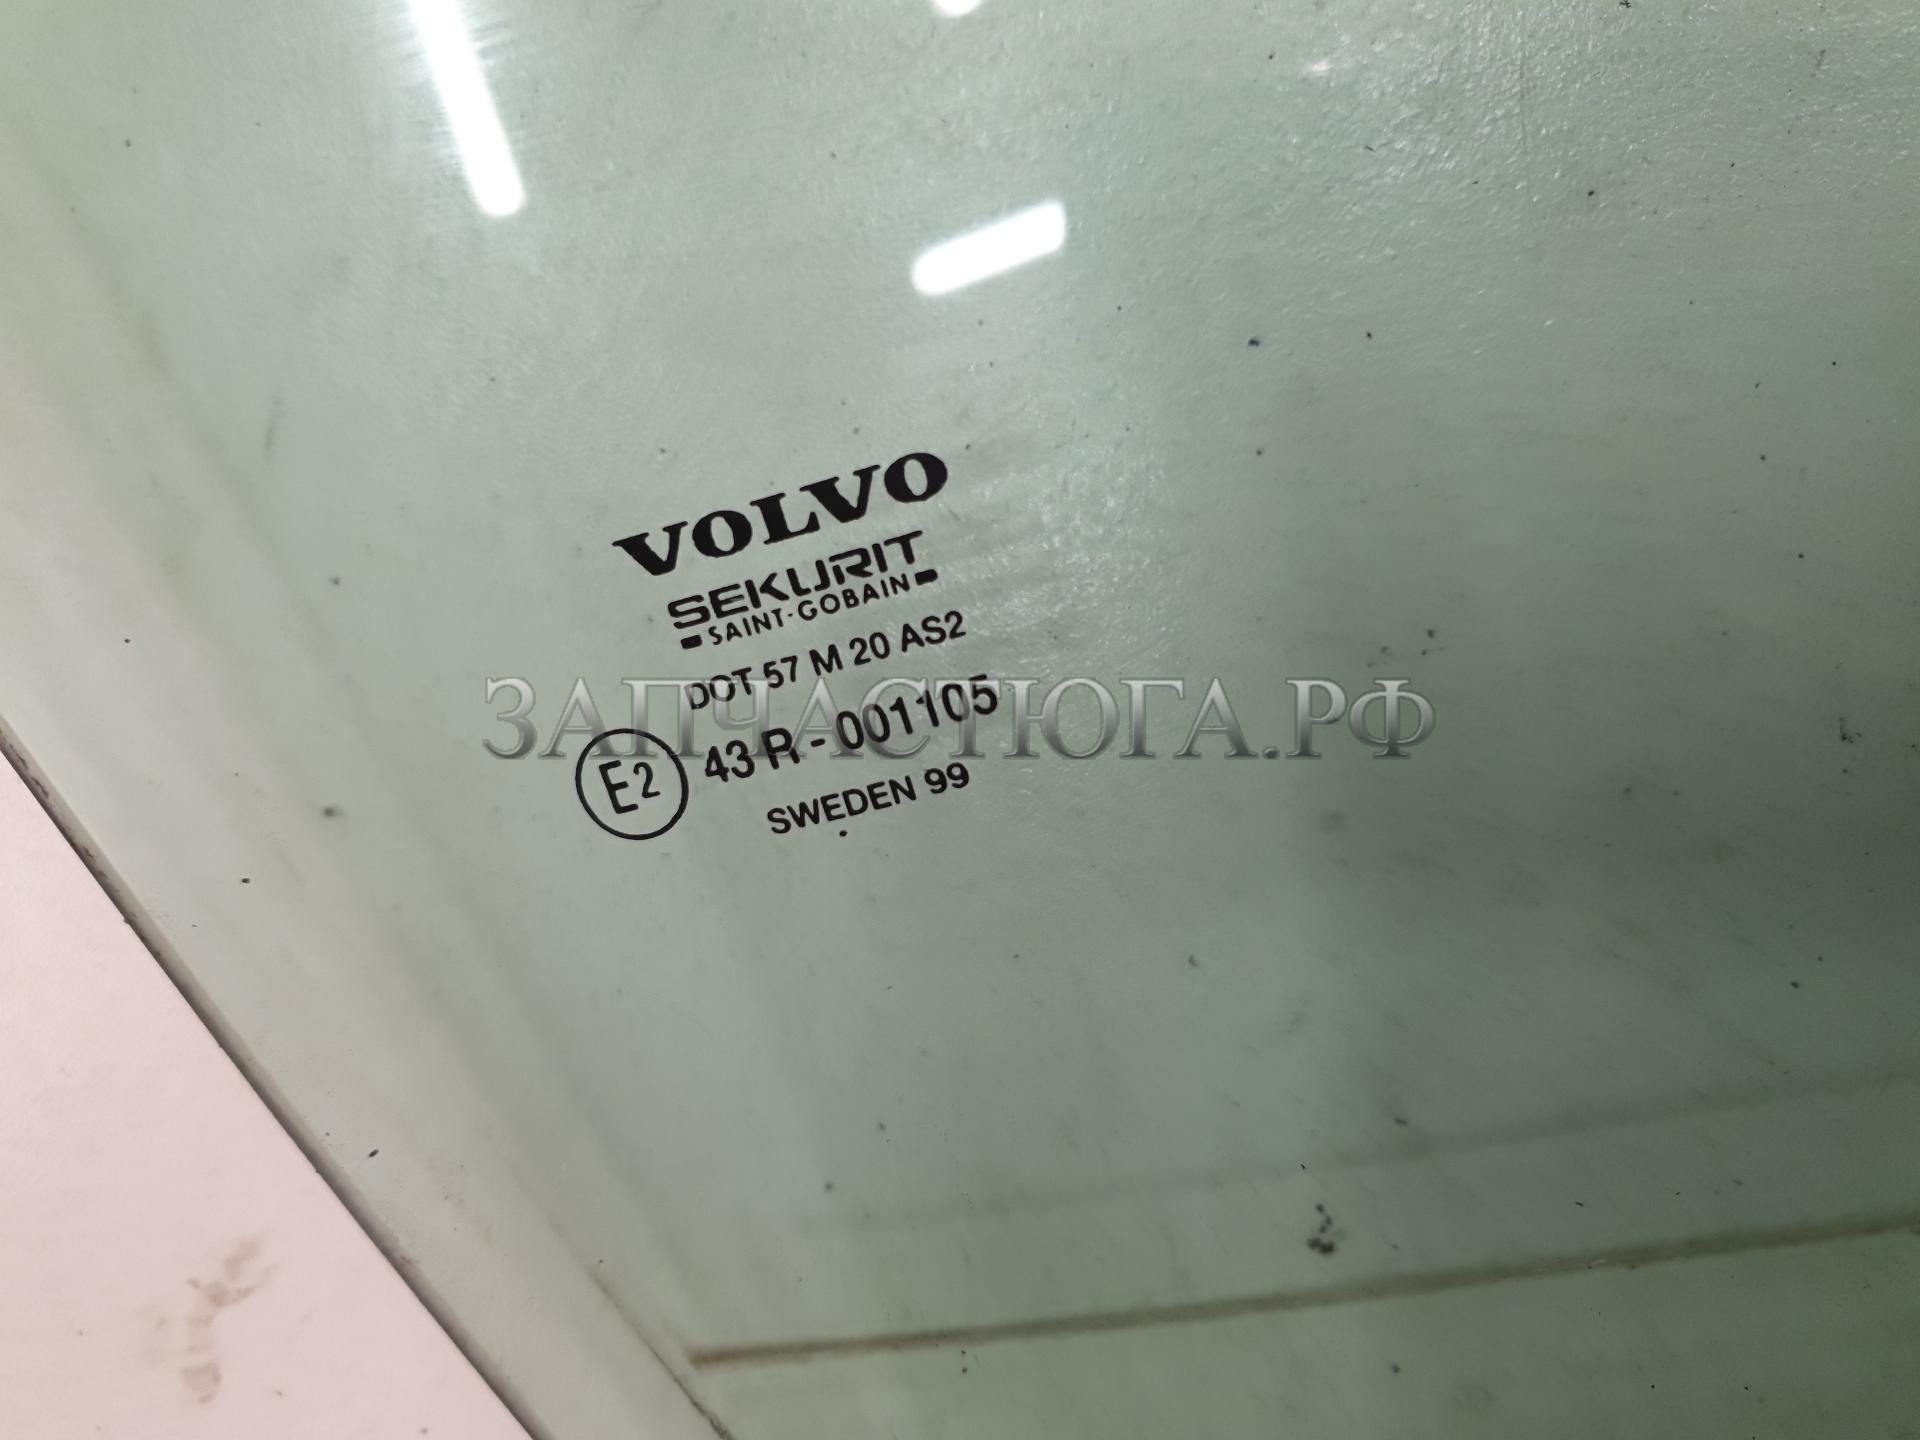 VOLVO
SEKURIT
SAINT-GOBAIN
DOT 57 M 20 AS2
ЗАПЧАСТЮГА.РФ
E2 43 R - 001105
SWEDEN 99